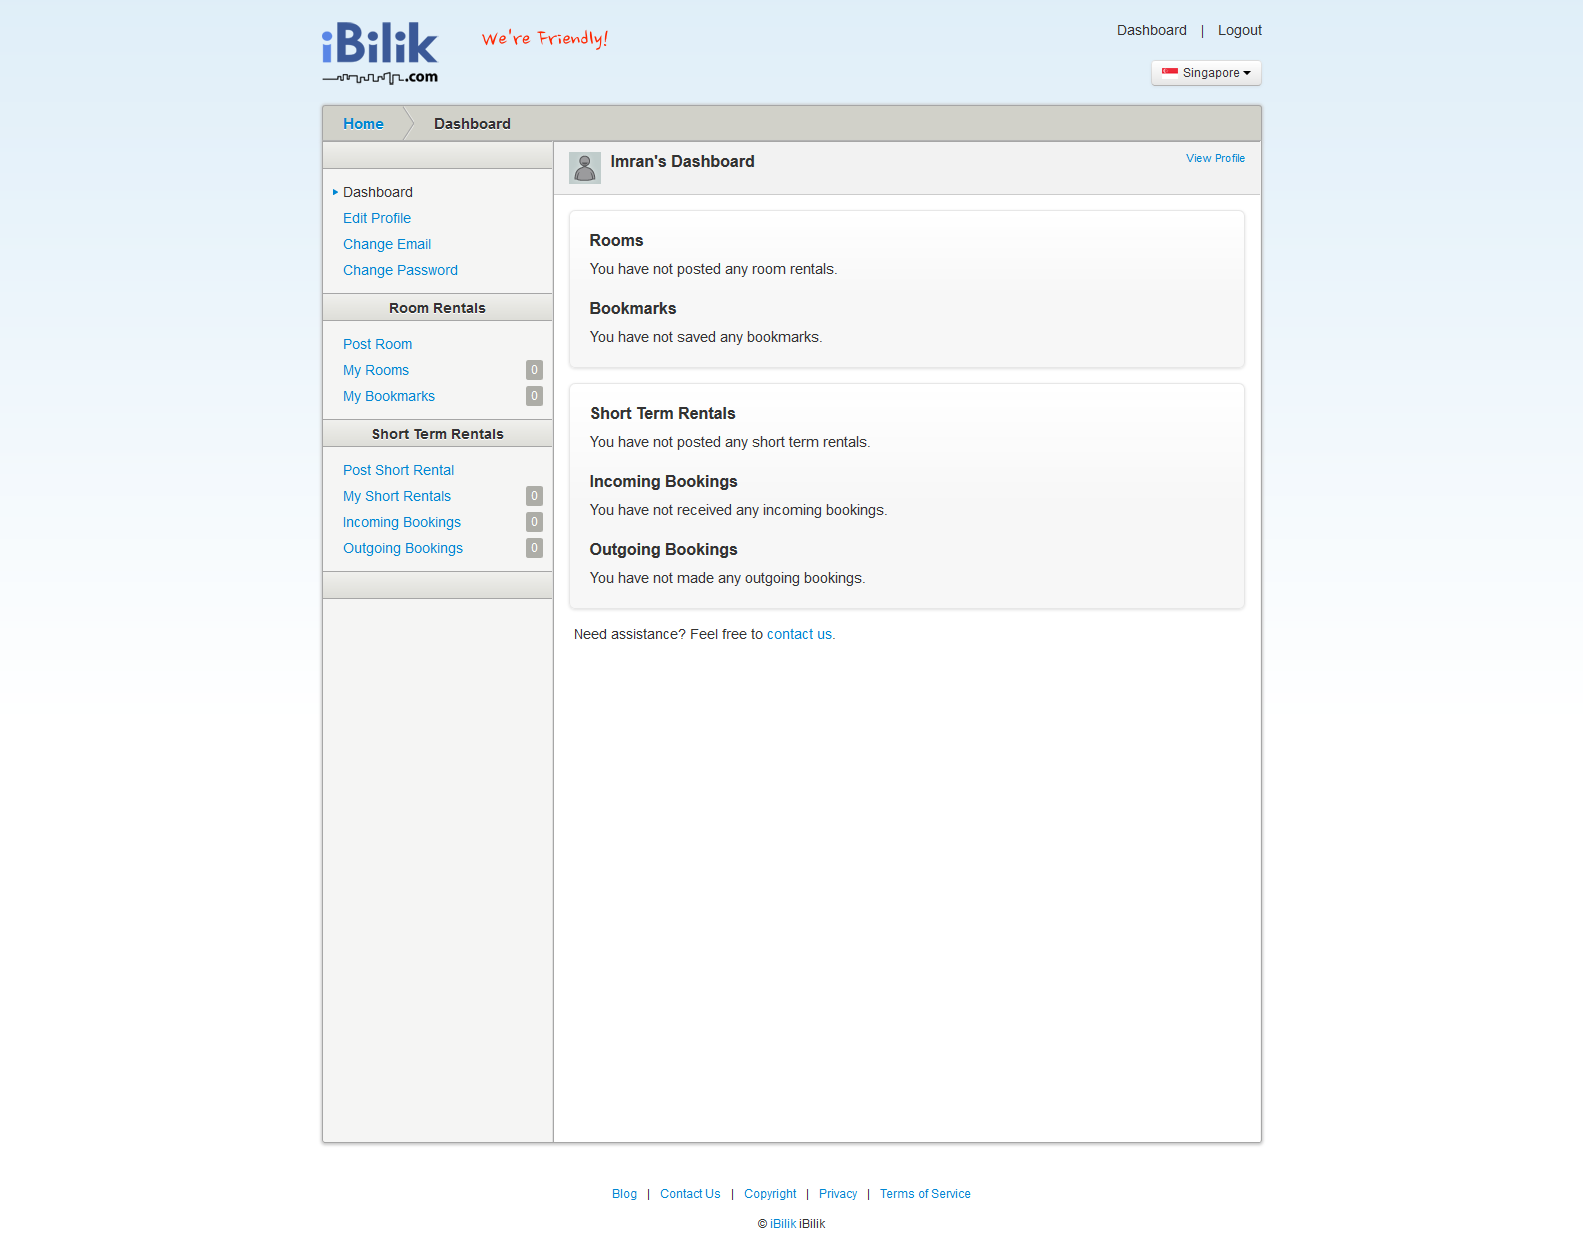 iBilik
.com
We're Friendly!
Dashboard | Logout
Singapore
Home
Dashboard
Dashboard
Edit Profile
Change Email
Change Password
Room Rentals
Post Room
My Rooms 0
My Bookmarks 0
Short Term Rentals
Post Short Rental
My Short Rentals 0
Incoming Bookings 0
Outgoing Bookings 0
Imran's Dashboard
View Profile
Rooms
You have not posted any room rentals.
Bookmarks
You have not saved any bookmarks.
Short Term Rentals
You have not posted any short term rentals.
Incoming Bookings
You have not received any incoming bookings.
Outgoing Bookings
You have not made any outgoing bookings.
Need assistance? Feel free to contact us.
Blog | Contact Us | Copyright | Privacy | Terms of Service
© iBilik iBilik